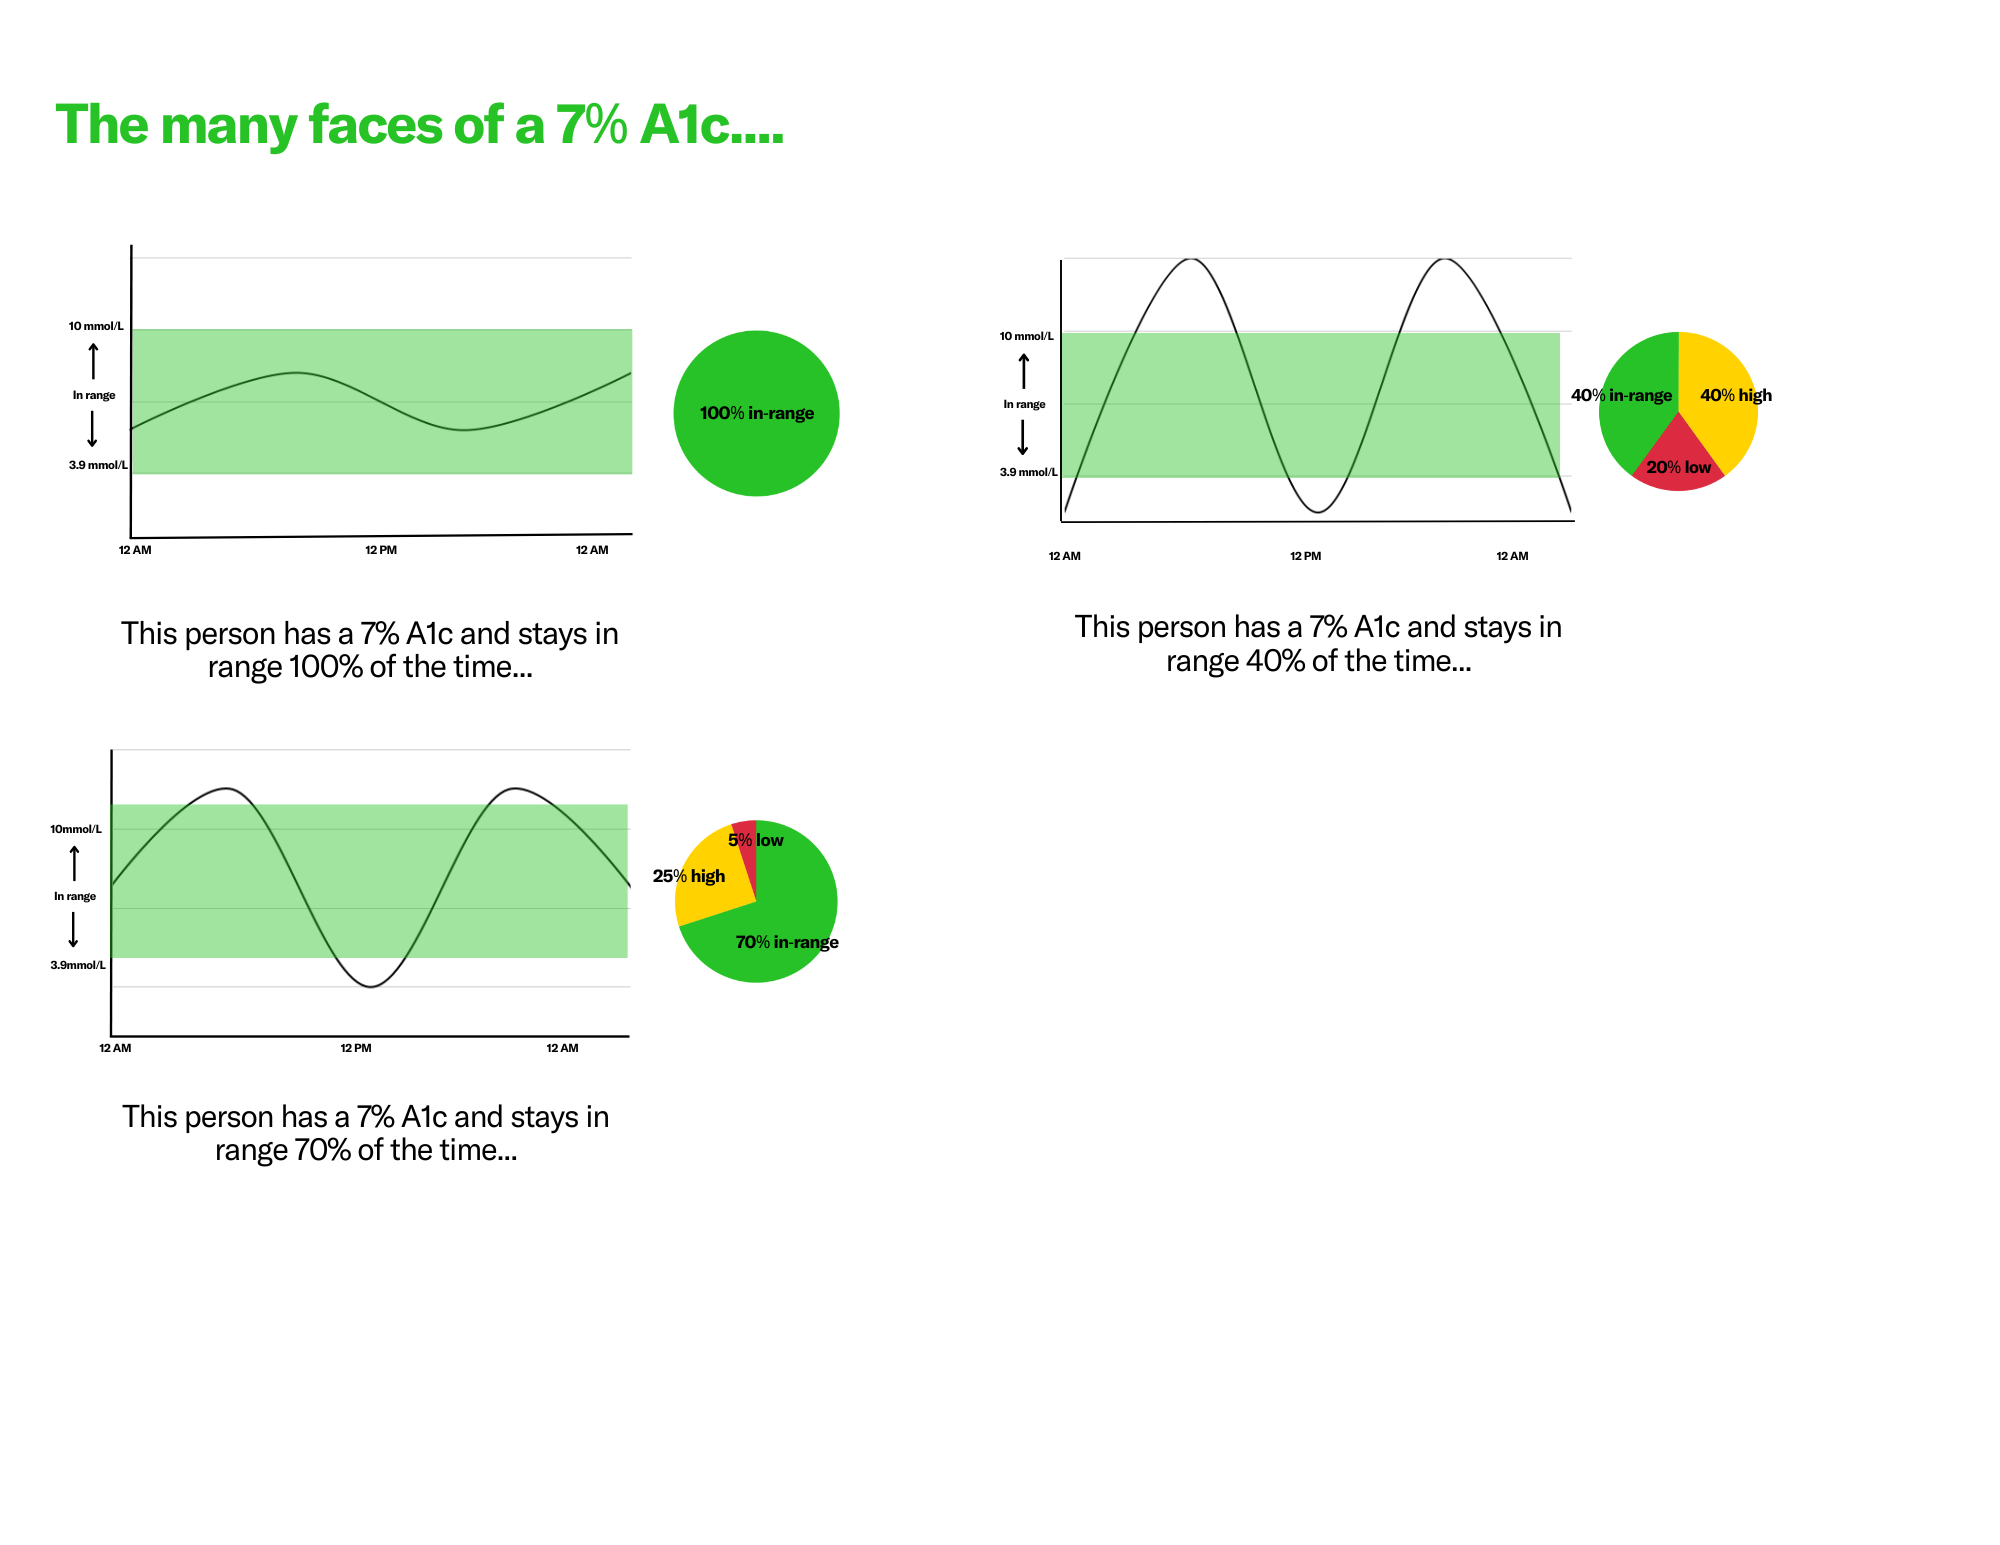 The many faces of a 7% A1c....
10 mmol/L
In range
3.9 mmol/L
12 AM
12 PM
12 AM
100% in-range
This person has a 7% A1c and stays in
range 100% of the time...
10 mmol/L
In range
3.9 mmol/L
12 AM
12 PM
12 AM
40% in-range
40% high
20% low
This person has a 7% A1c and stays in
range 40% of the time...
10mmol/L
In range
3.9mmol/L
12 AM
12 PM
12 AM
5% low
25% high
70% in-range
This person has a 7% A1c and stays in
range 70% of the time...